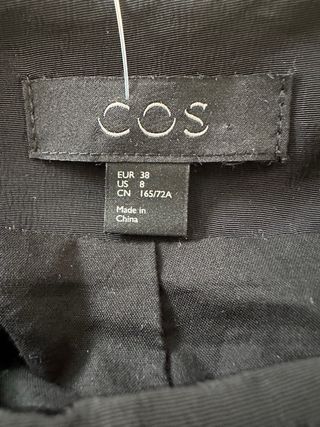 COS
EUR 38
US 8
CN 165/72A
Made in
China